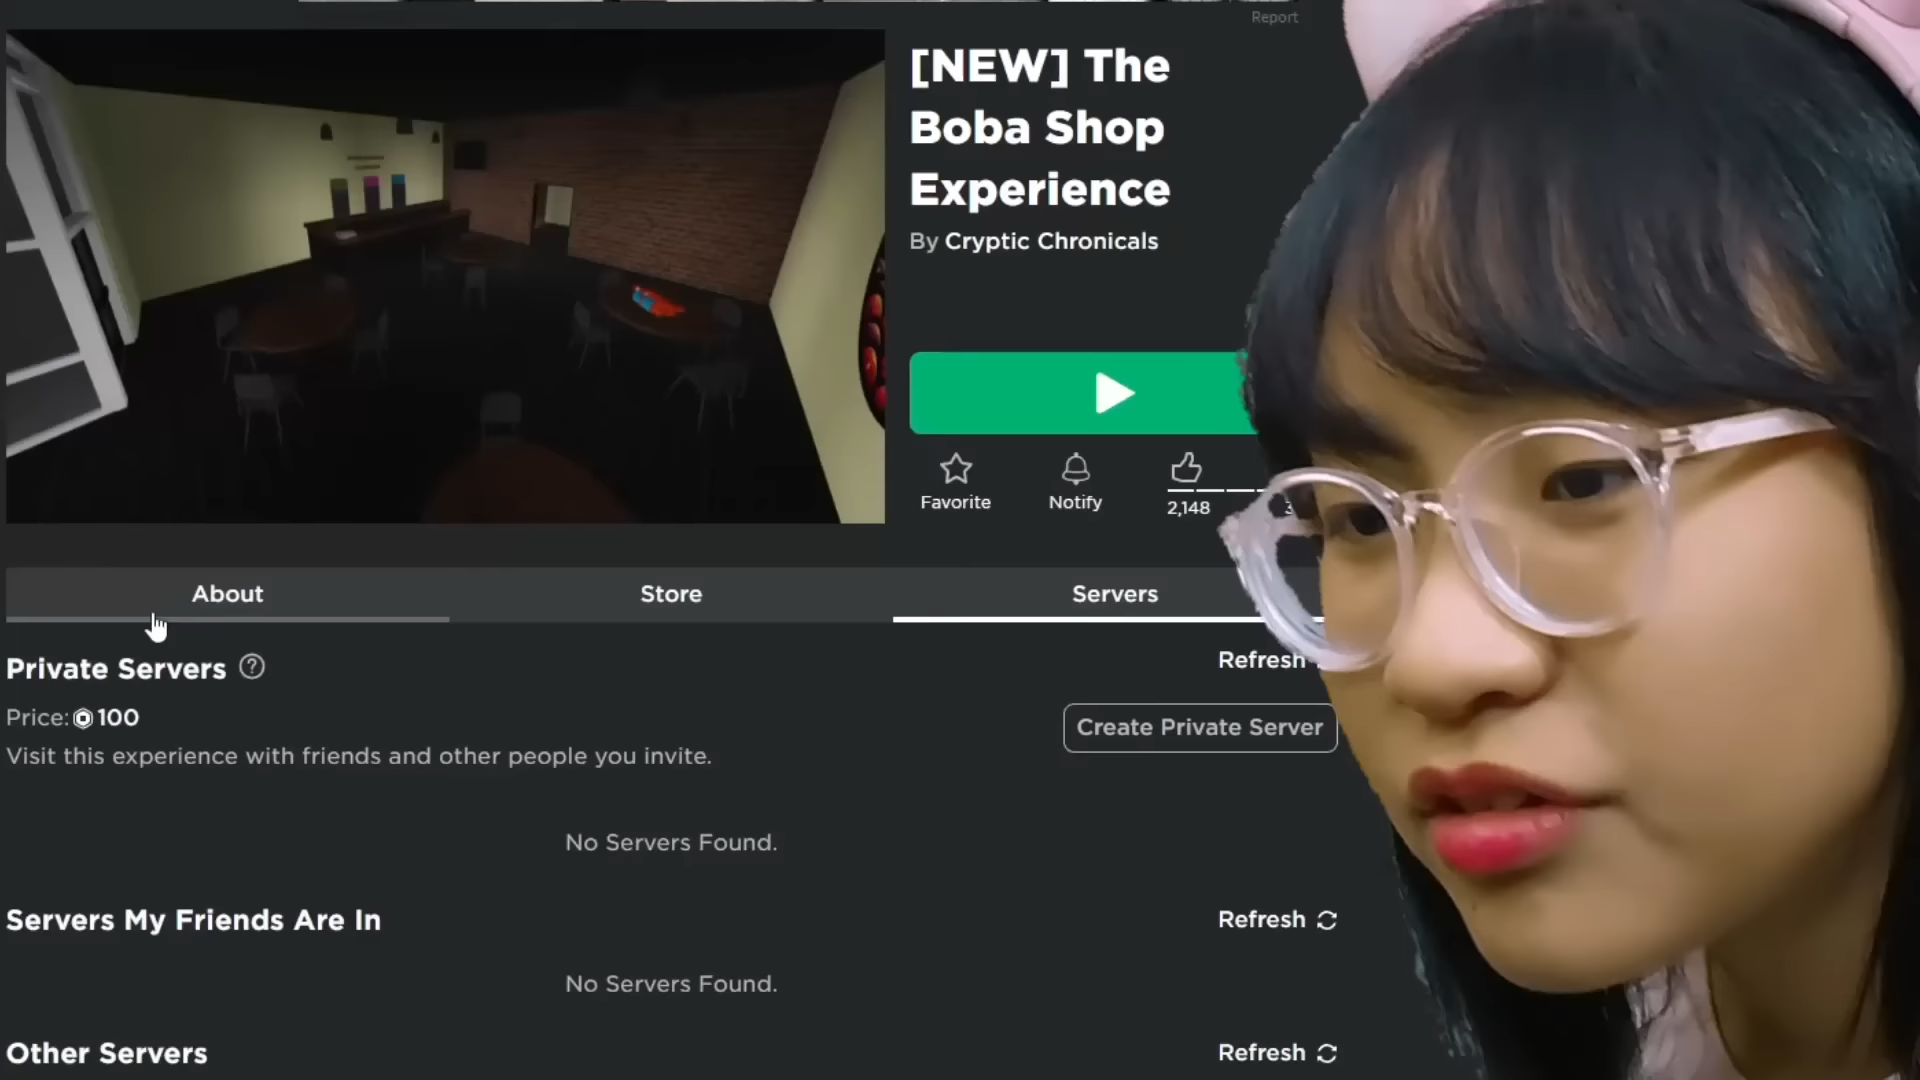 Report
[NEW] The
Boba Shop
Experience
By Cryptic Chronicals
Favorite
Notify
2,148
About
Store
Servers
Private Servers
Refresh
Price: 100
Create Private Server
Visit this experience with friends and other people you invite.
No Servers Found.
Servers My Friends Are In
Refresh
No Servers Found.
Other Servers
Refresh